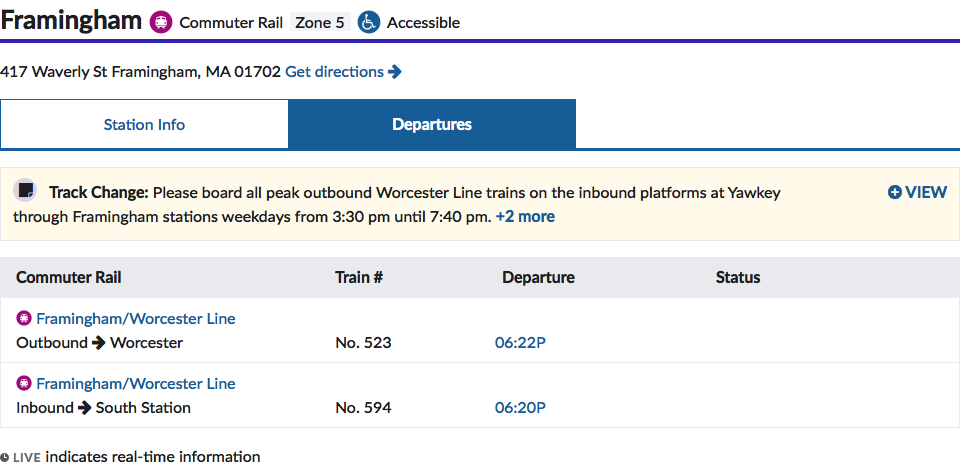 Framingham Commuter Rail Zone 5 Accessible
417 Waverly St Framingham, MA 01702 Get directions
Station Info Departures
Track Change: Please board all peak outbound Worcester Line trains on the inbound platforms at Yawkey VIEW
through Framingham stations weekdays from 3:30 pm until 7:40 pm. +2 more
Commuter Rail Train # Departure Status
Framingham/Worcester Line
Outbound → Worcester No. 523 06:22P
Framingham/Worcester Line
Inbound → South Station No. 594 06:20P
LIVE indicates real-time information